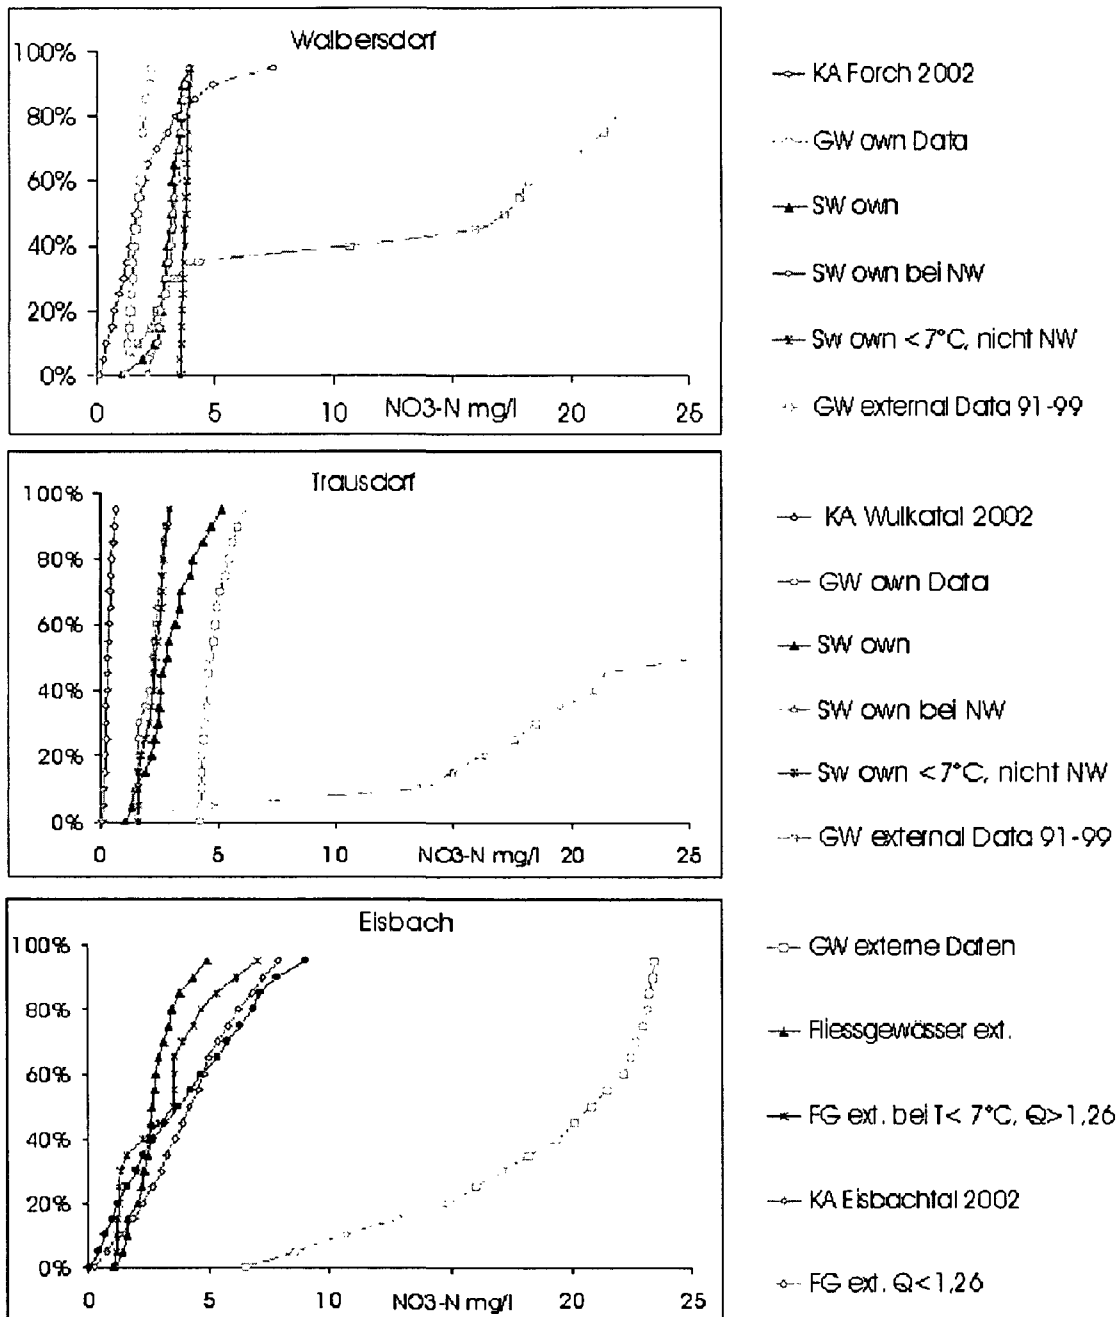 Walbersdorf
100%
80%
60%
40%
20%
0%
0 5 10 15 20 25
NO3-N mg/l
KA Forch 2002
GW own Data
SW own
SW own bei NW
Sw own <7°C, nicht NW
GW external Data 91-99
Trausdorf
100%
80%
60%
40%
20%
0%
0 5 10 15 20 25
NO3-N mg/l
KA Wulkatal 2002
GW own Data
SW own
SW own bei NW
Sw own <7°C, nicht NW
GW external Data 91-99
Eisbach
100%
80%
60%
40%
20%
0%
0 5 10 15 20 25
NO3-N mg/l
GW externe Daten
Fliessgewässer ext.
FG ext. bei T< 7°C, Q>1,26
KA Eisbachtal 2002
FG ext. Q<1,26